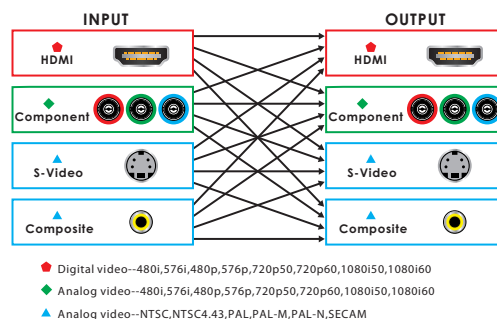 INPUT OUTPUT
HDMI HDMI
Component Component
S-Video S-Video
Composite Composite
Digital video--480i,576i,480p,576p,720p50,720p60,1080i50,1080i60
Analog video--480i,576i,480p,576p,720p50,720p60,1080i50,1080i60
Analog video--NTSC,NTSC4.43,PAL,PAL-M,PAL-N,SECAM